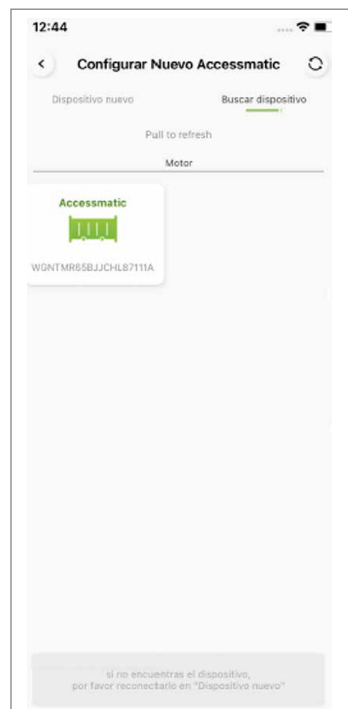 12:44
Configurar Nuevo Accessmatic
Dispositivo nuevo
Buscar dispositivo
Pull to refresh
Motor
Accessmatic
WGNTMR65BJJCHL87111A
si no encuentras el dispositivo,
por favor reconectarlo en "Dispositivo nuevo"